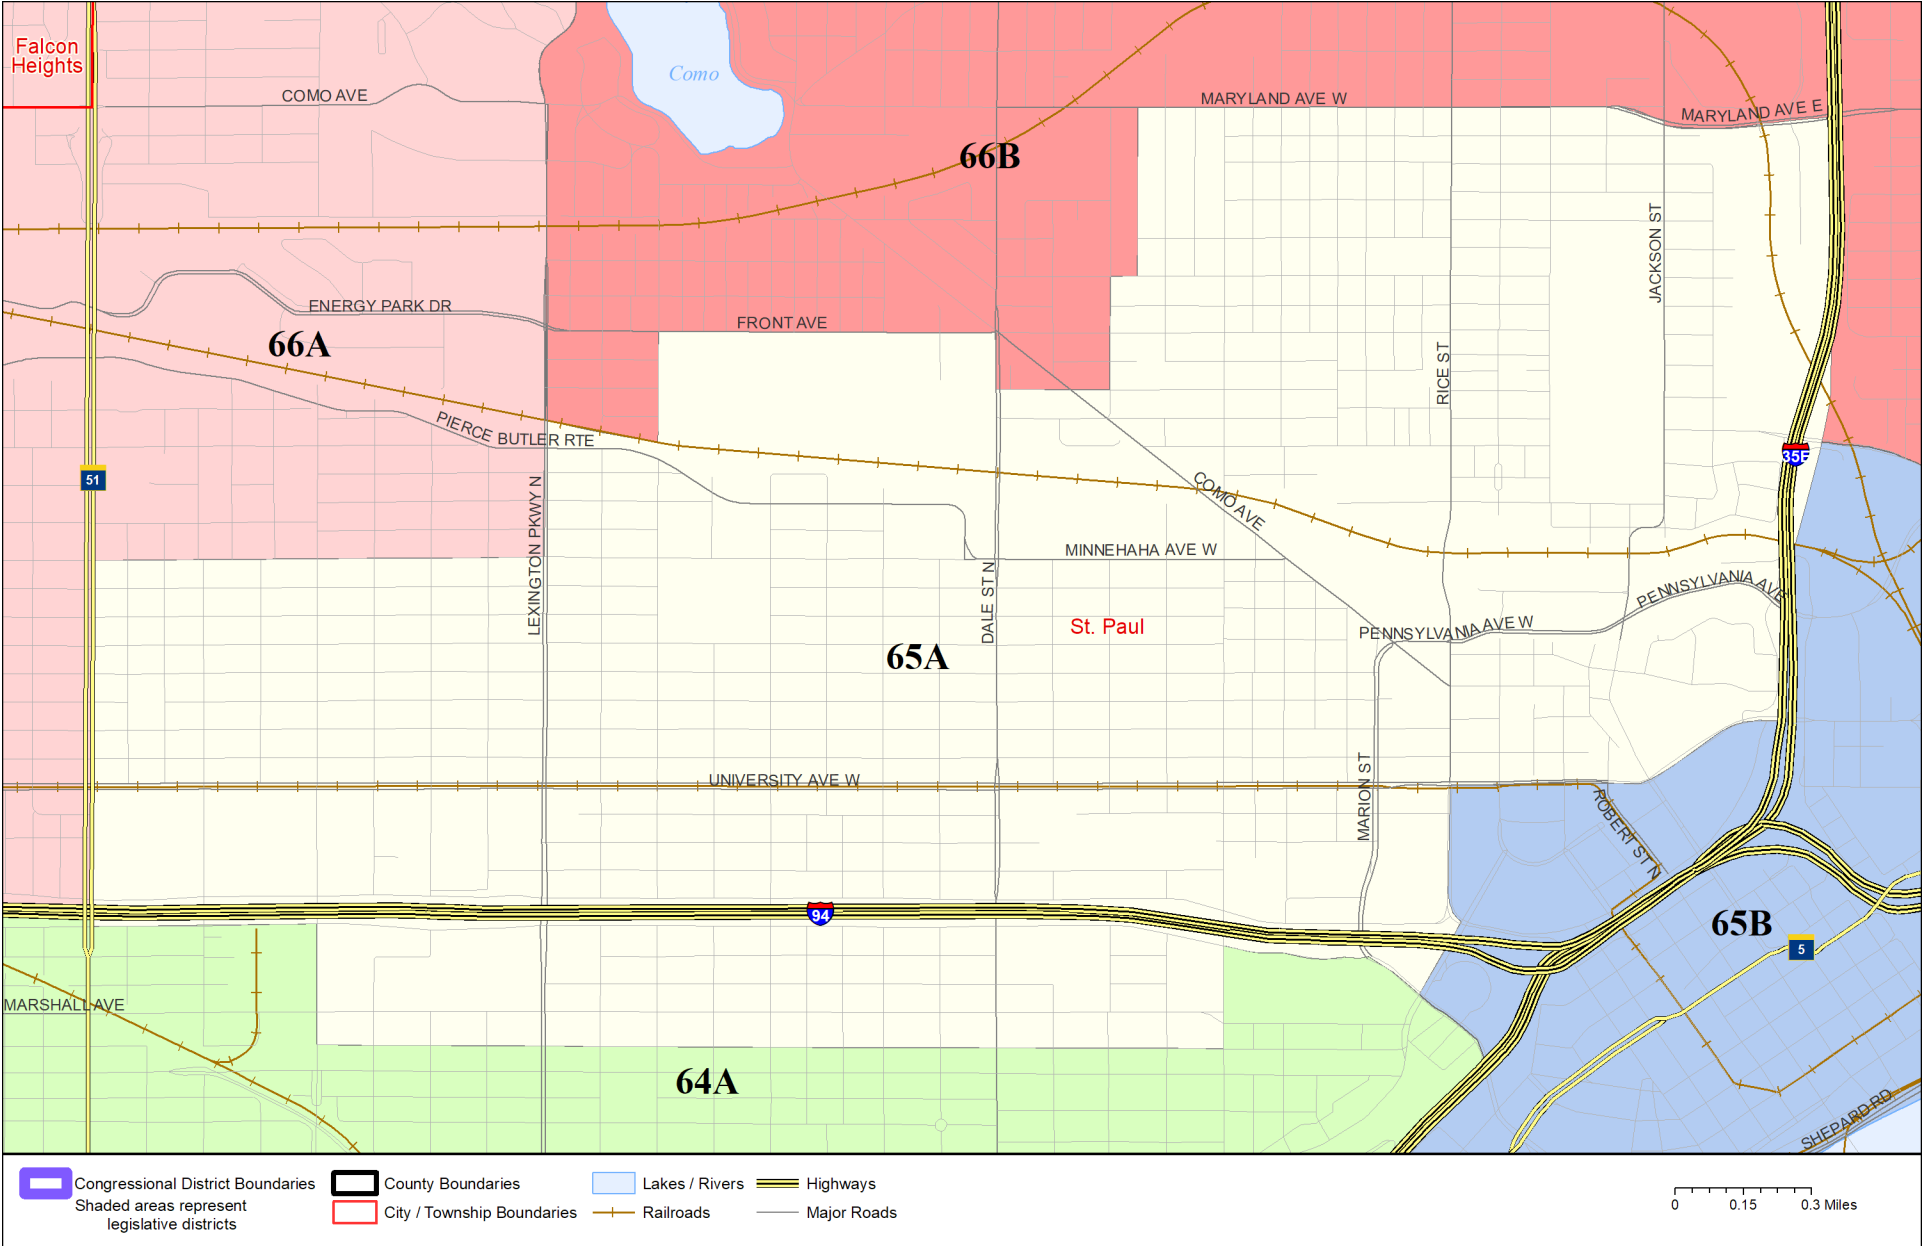 Falcon
Heights
Como
COMO AVE
MARYLAND AVE W
MARYLAND AVE E
66B
JACKSON ST
ENERGY PARK DR
FRONT AVE
66A
RICE ST
PIERCE BUTLER RTE
35E
51
COMO AVE
LEXINGTON PKWY N
MINNEHAHA AVE W
DALE ST N
PENNSYLVANIA AVE
St. Paul
PENNSYLVANIA AVE W
65A
UNIVERSITY AVE W
MARION ST
ROBERT ST N
94
65B
5
MARSHALL AVE
64A
SHEPARD RD
Congressional District Boundaries
Shaded areas represent
legislative districts
County Boundaries
City / Township Boundaries
Lakes / Rivers
Railroads
Highways
Major Roads
0 0.15 0.3 Miles